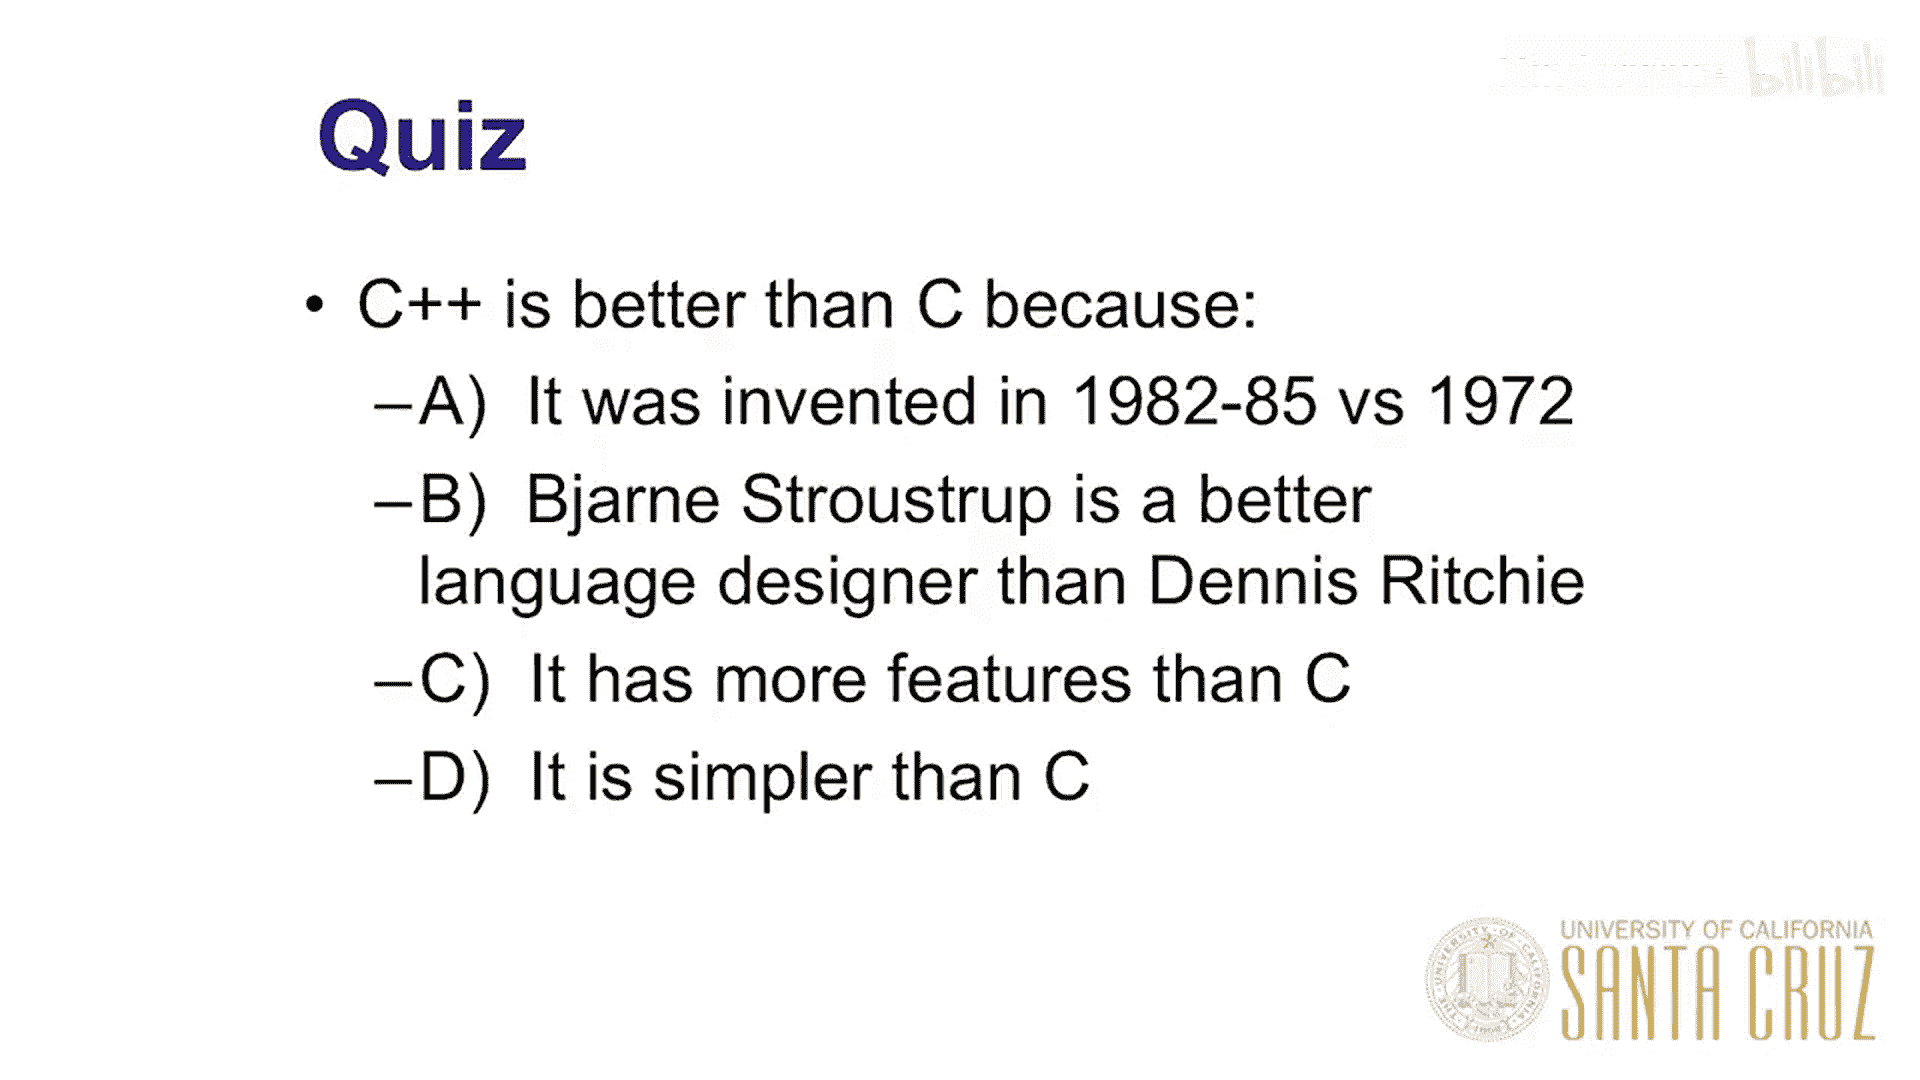 bilibili
Quiz
• C++ is better than C because:
–A) It was invented in 1982-85 vs 1972
–B) Bjarne Stroustrup is a better
language designer than Dennis Ritchie
–C) It has more features than C
–D) It is simpler than C
UNIVERSITY OF CALIFORNIA
SANTA CRUZ